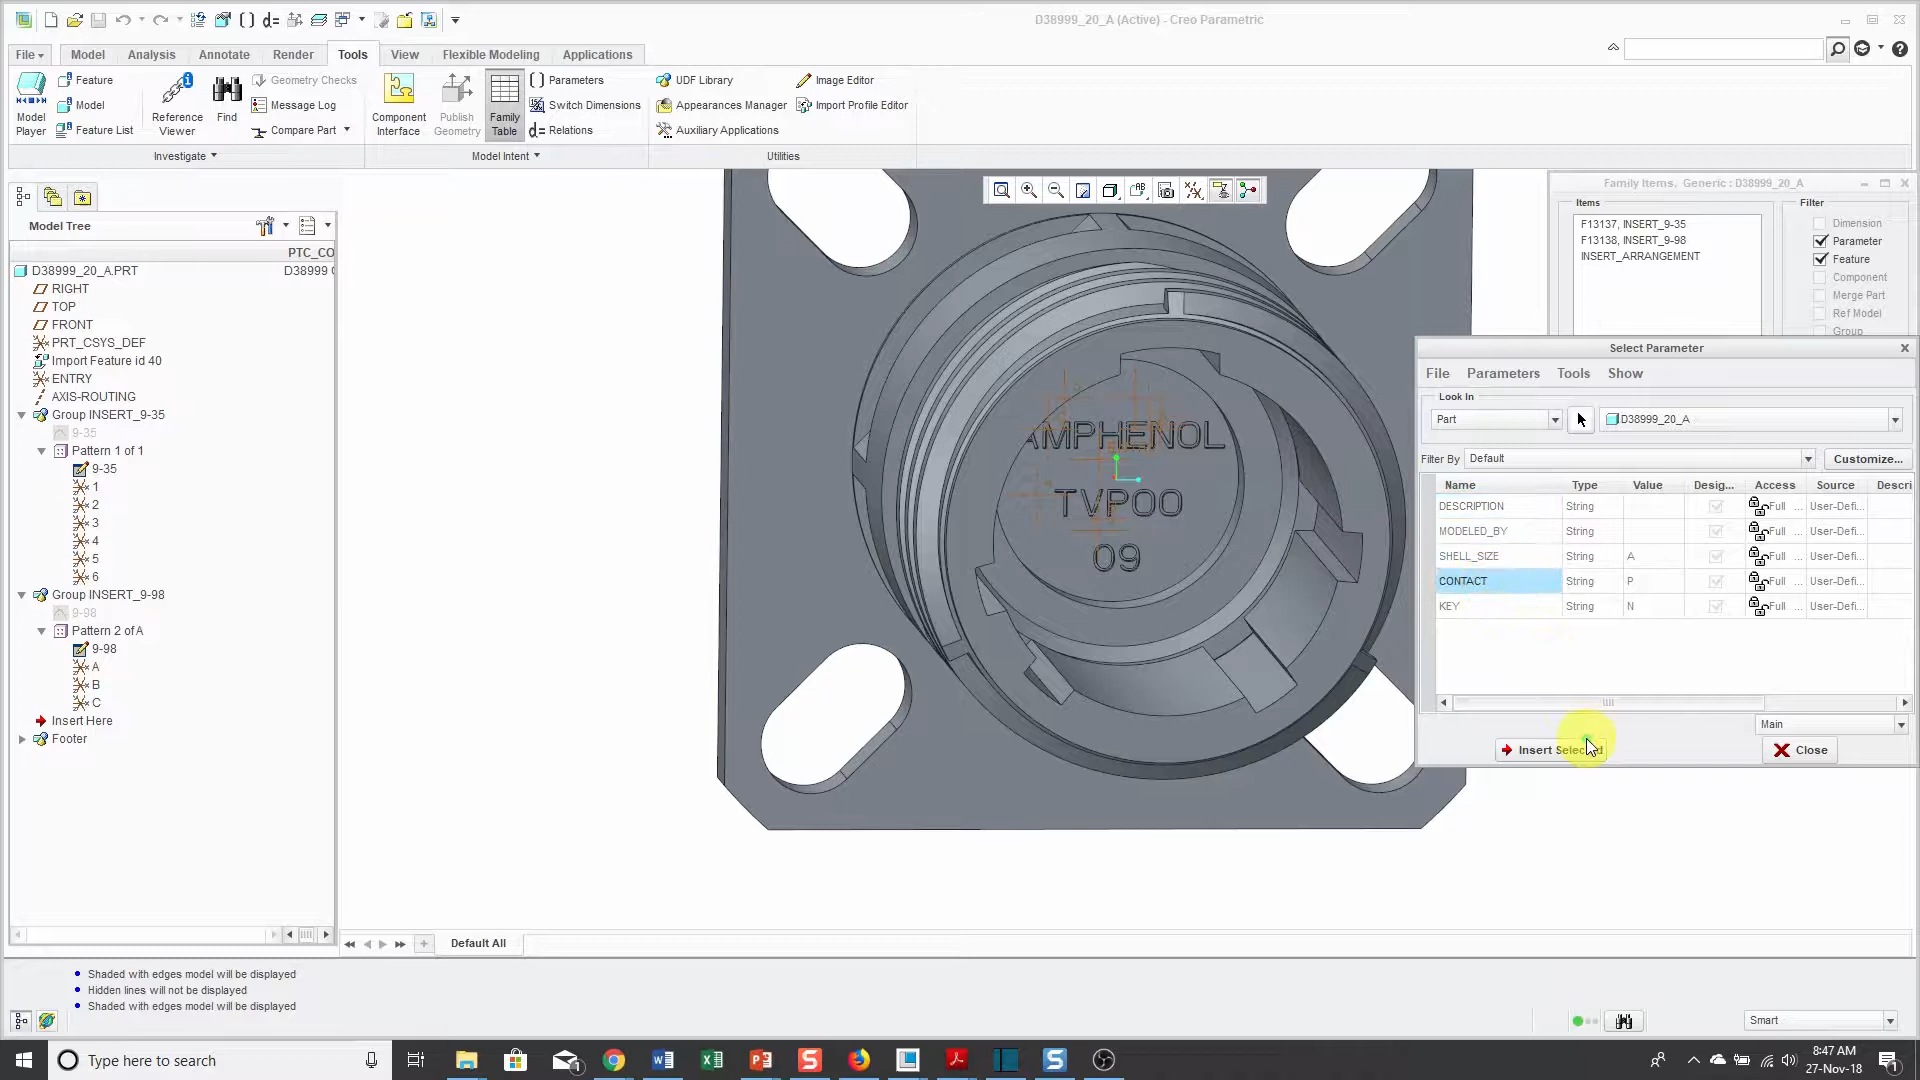 D38999_20_A (Active) - Creo Parametric
File Model Analysis Annotate Render Tools View Flexible Modeling Applications
Model Player
Feature
Model
Feature List
Reference Viewer
Find
Geometry Checks
Message Log
Compare Part
Component Interface
Publish Geometry
Family Table
Parameters
Switch Dimensions
d= Relations
UDF Library
Appearances Manager
Auxiliary Applications
Image Editor
Import Profile Editor
Investigate
Model Intent
Utilities
Model Tree
PTC_CO
D38999_20_A.PRT D38999
RIGHT
TOP
FRONT
PRT_CSYS_DEF
Import Feature id 40
ENTRY
AXIS-ROUTING
Group INSERT_9-35
9-35
Pattern 1 of 1
9-35
1
2
3
4
5
6
Group INSERT_9-98
9-98
Pattern 2 of A
9-98
A
B
C
Insert Here
Footer
AMPHENOL
TVP00
09
Family Items, Generic : D38999_20_A
Items
F13137, INSERT_9-35
F13138, INSERT_9-98
INSERT_ARRANGEMENT
Filter
Dimension
Parameter
Feature
Component
Merge Part
Ref Model
Group
Select Parameter
File Parameters Tools Show
Look In
Part D38999_20_A
Filter By Default Customize...
Name Type Value Desig... Access Source Descri
DESCRIPTION String Full ... User-Defi...
MODELED_BY String Full ... User-Defi...
SHELL_SIZE String A Full ... User-Defi...
CONTACT String P Full ... User-Defi...
KEY String N Full ... User-Defi...
Main
Insert Selected Close
Default All
Shaded with edges model will be displayed
Hidden lines will not be displayed
Shaded with edges model will be displayed
Smart
Type here to search
8:47 AM
27-Nov-18